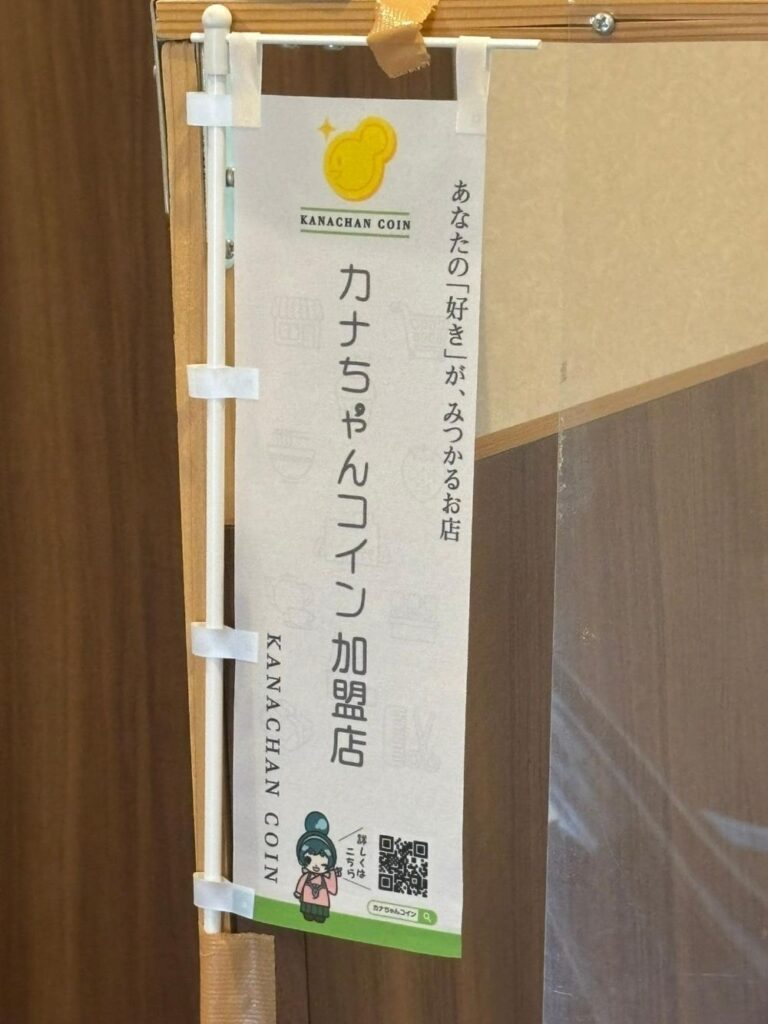 KANACHAN COIN
あなたの「好き」が、みつかるお店
カナちゃんコイン加盟店
KANACHAN COIN
詳しくは
こちら
カナちゃんコイン